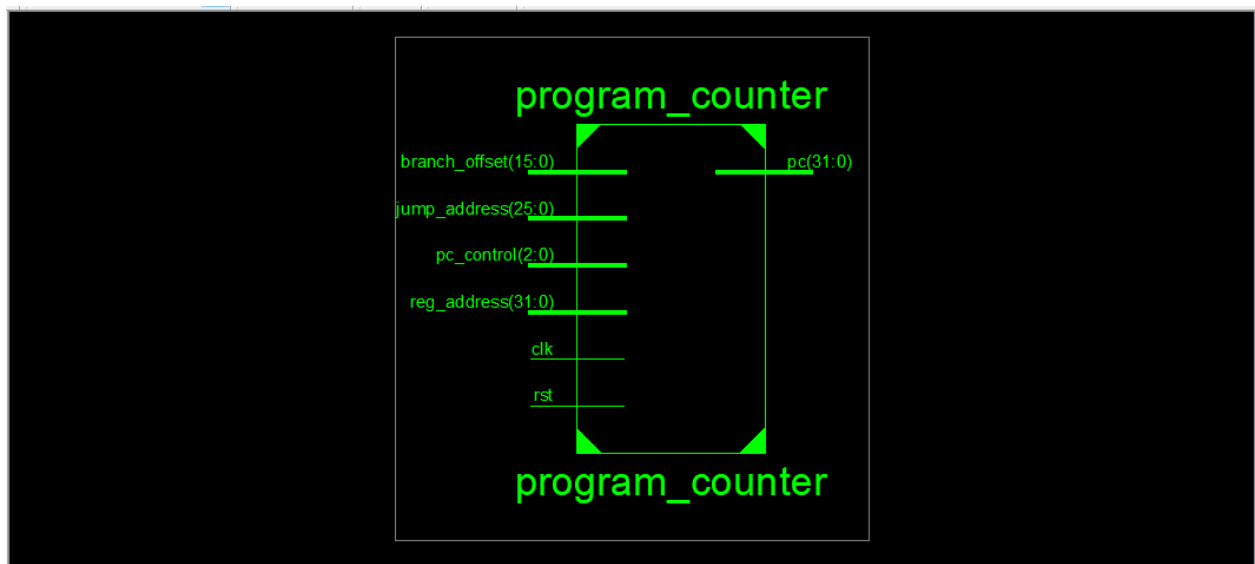 program_counter
branch_offset(15:0)
pc(31:0)
jump_address(25:0)
pc_control(2:0)
reg_address(31:0)
clk
rst
program_counter